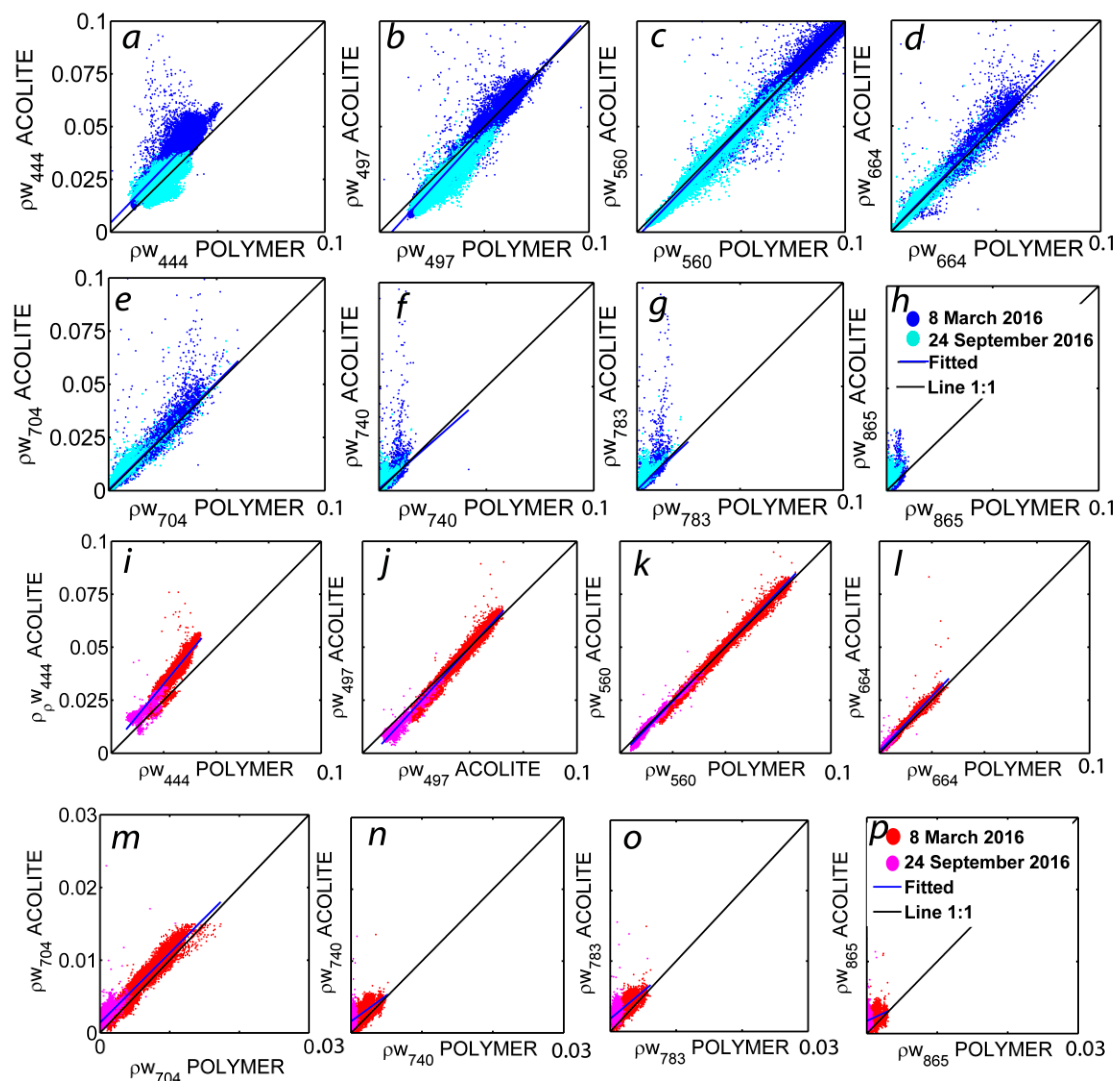 a
b
c
d
0.1
0.075
0.05
0.025
0
ρw444 ACOLITE
ρw497 ACOLITE
ρw560 ACOLITE
ρw664 ACOLITE
ρw444 POLYMER
0.1
ρw497 POLYMER
0.1
ρw560 POLYMER
0.1
ρw664 POLYMER
0.1
e
f
g
h
0.1
0.075
0.05
0.025
0
ρw704 ACOLITE
ρw740 ACOLITE
ρw783 ACOLITE
ρw865 ACOLITE
8 March 2016
24 September 2016
Fitted
Line 1:1
ρw704 POLYMER
0.1
ρw740 POLYMER
0.1
ρw783 POLYMER
0.1
ρw865 POLYMER
0.1
i
j
k
l
0.1
0.075
0.05
0.025
0
ρρw444 ACOLITE
ρw497 ACOLITE
ρw560 ACOLITE
ρw664 ACOLITE
ρw444 POLYMER
0.1
ρw497 ACOLITE
0.1
ρw560 POLYMER
0.1
ρw664 POLYMER
0.1
m
n
o
p
0.03
0.02
0.01
0
ρw704 ACOLITE
ρw740 ACOLITE
ρw783 ACOLITE
ρw865 ACOLITE
8 March 2016
24 September 2016
Fitted
Line 1:1
0
ρw704 POLYMER
0.03
ρw740 POLYMER
0.03
ρw783 POLYMER
0.03
ρw865 POLYMER
0.03